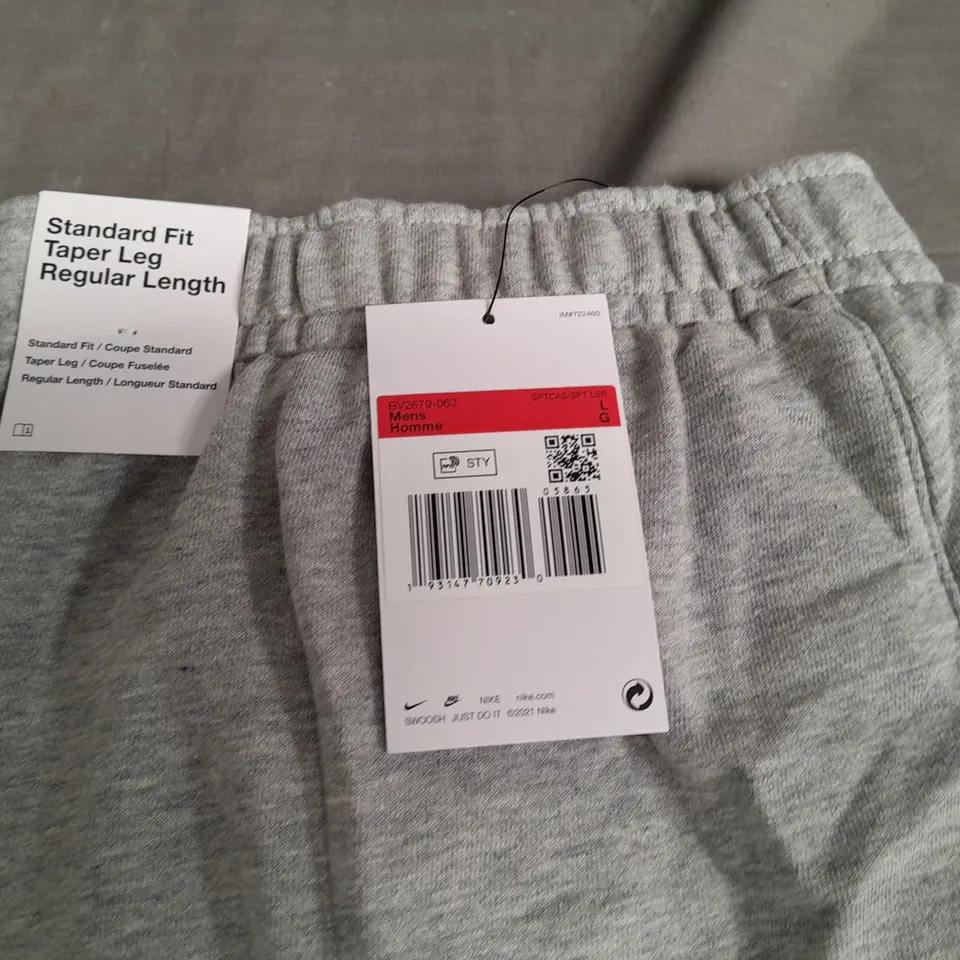 Standard Fit
Taper Leg
Regular Length
Standard Fit / Coupe Standard
Taper Leg / Coupe Fuselée
Regular Length / Longueur Standard
IM#722460
BV2679-063
SPTCAS/SPT LSR
Mens
L
Homme
G
STY
05865
1 93147 70923 0
NIKE nike.com
SWOOSH JUST DO IT ©2021 Nike